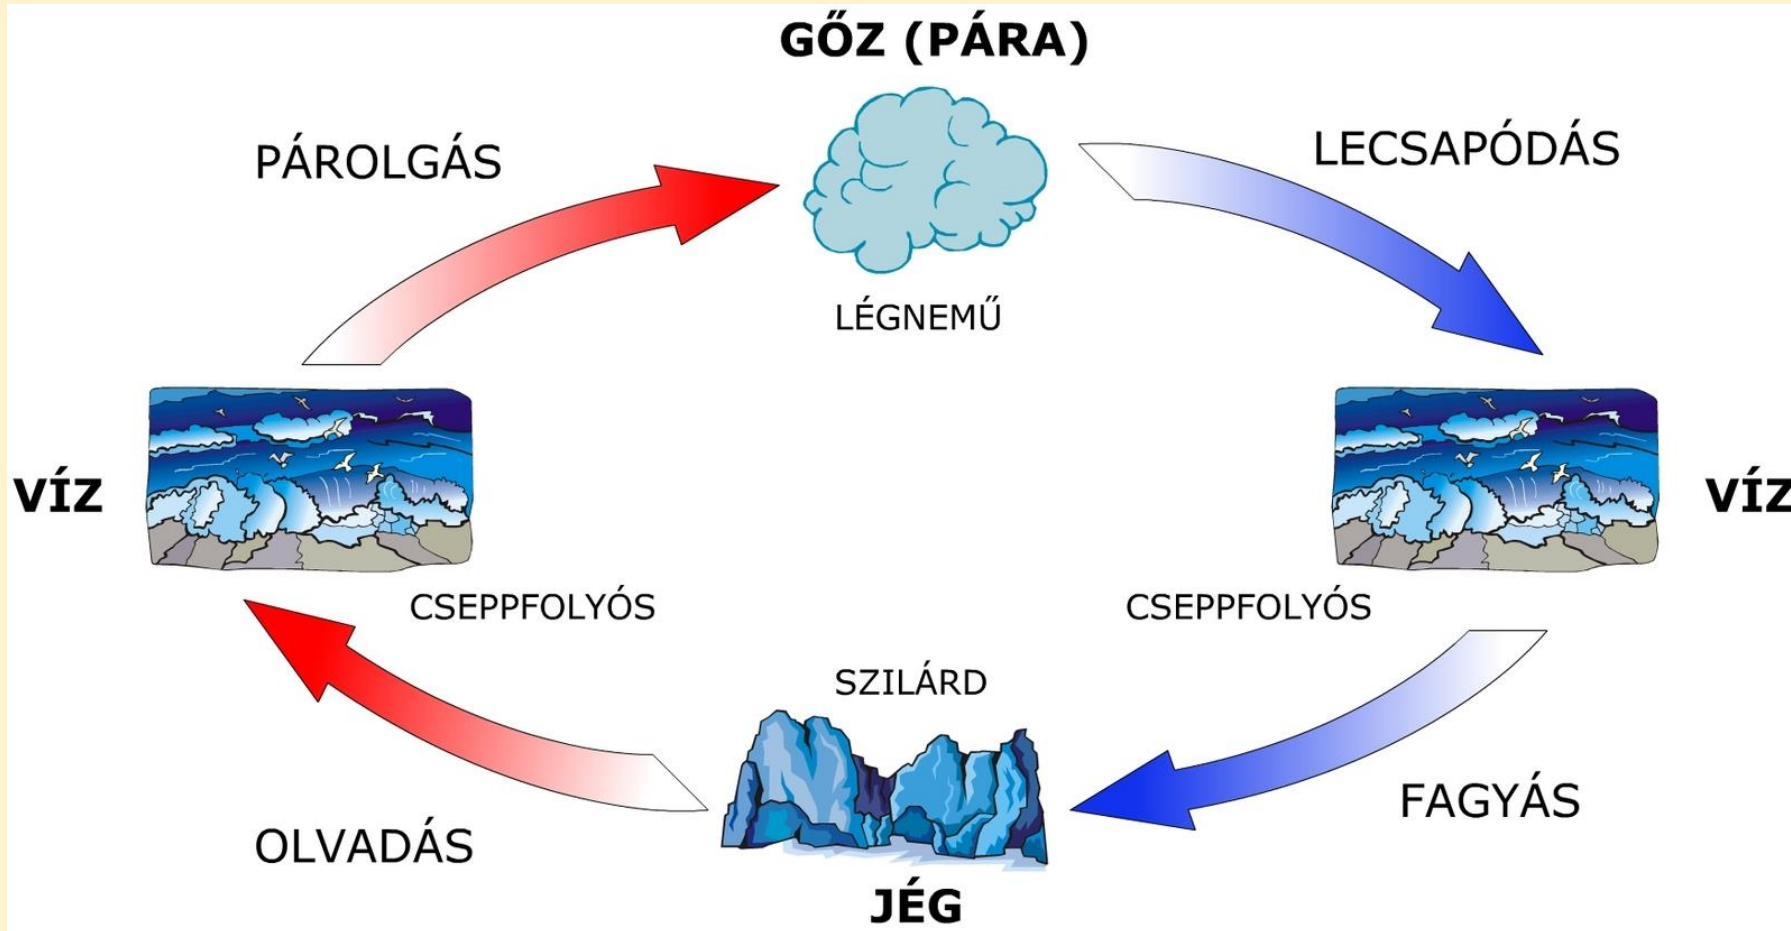 GŐZ (PÁRA)
PÁROLGÁS
LECSAPÓDÁS
LÉGNEMŰ
VÍZ
VÍZ
CSEPPFOLYÓS
CSEPPFOLYÓS
SZILÁRD
OLVADÁS
FAGYÁS
JÉG